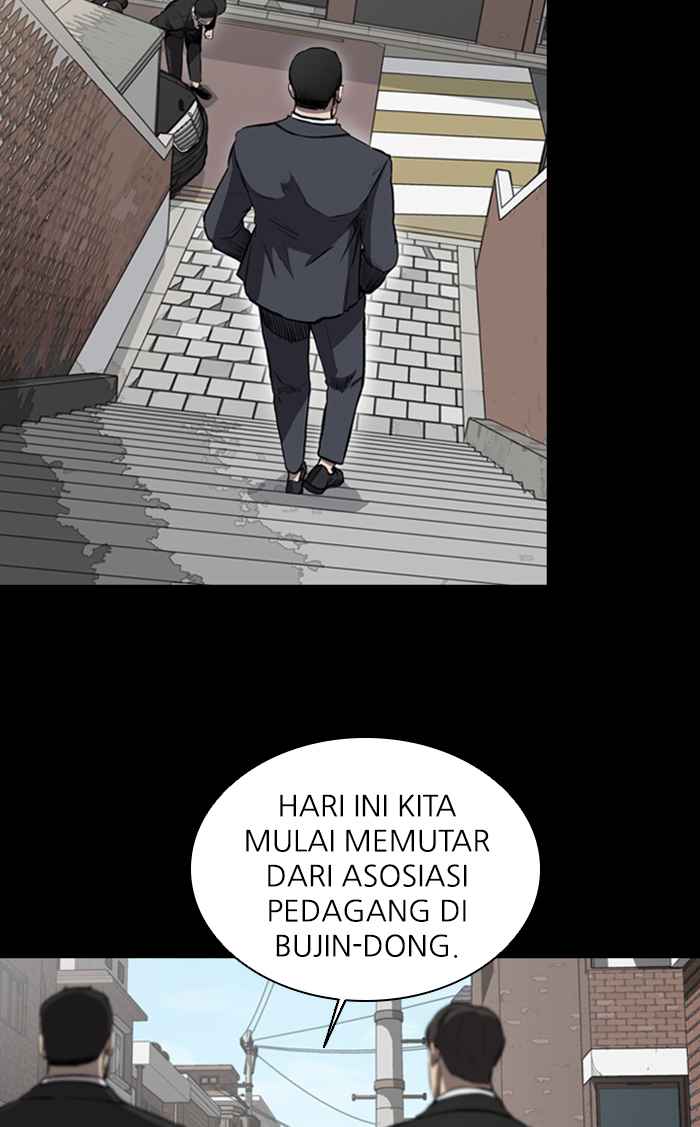 HARI INI KITA
MULAI MEMUTAR
DARI ASOSIASI
PEDAGANG DI
BUJIN-DONG.